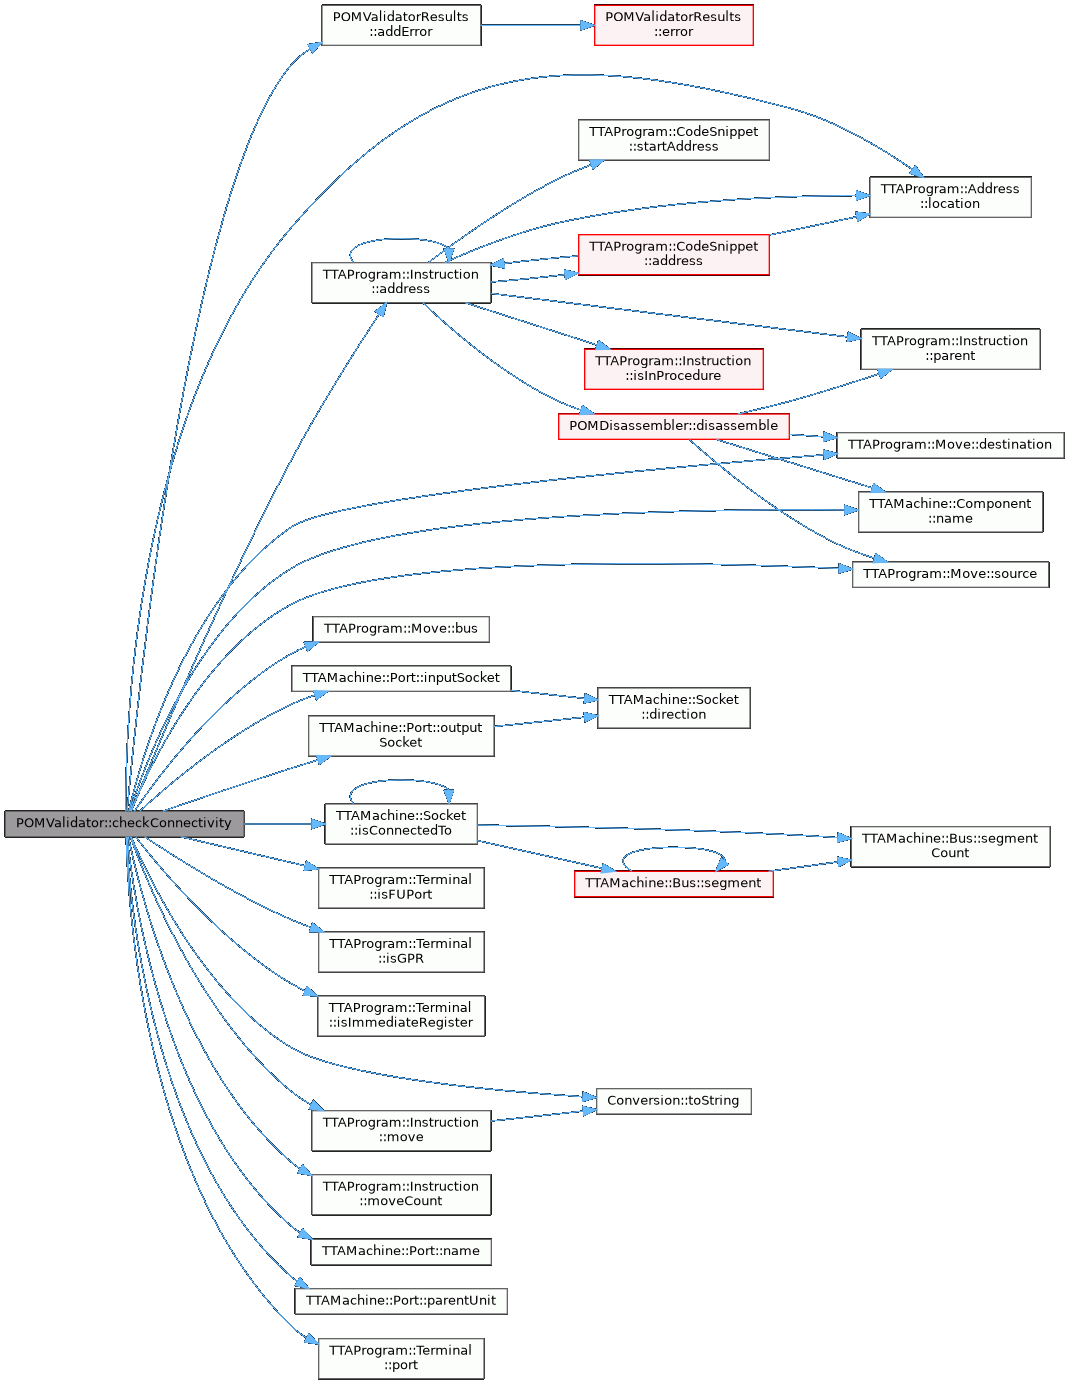 POMValidatorResults
::addError
POMValidatorResults
::error
TTAProgram::CodeSnippet
::startAddress
TTAProgram::Address
::location
TTAProgram::CodeSnippet
::address
TTAProgram::Instruction
::address
TTAProgram::Instruction
::parent
TTAProgram::Instruction
::isInProcedure
POMDisassembler::disassemble
TTAProgram::Move::destination
TTAMachine::Component
::name
TTAProgram::Move::source
TTAProgram::Move::bus
TTAMachine::Port::inputSocket
TTAMachine::Socket
::direction
TTAMachine::Port::output
Socket
POMValidator::checkConnectivity
TTAMachine::Socket
::isConnectedTo
TTAMachine::Bus::segment
Count
TTAMachine::Bus::segment
TTAProgram::Terminal
::isFUPort
TTAProgram::Terminal
::isGPR
TTAProgram::Terminal
::isImmediateRegister
Conversion::toString
TTAProgram::Instruction
::move
TTAProgram::Instruction
::moveCount
TTAMachine::Port::name
TTAMachine::Port::parentUnit
TTAProgram::Terminal
::port